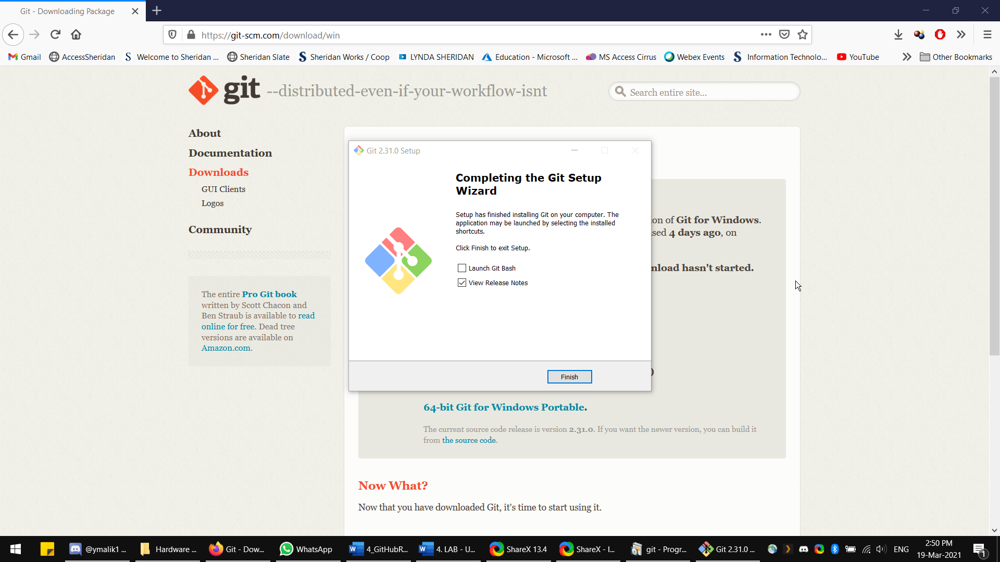 Git - Downloading Package
https://git-scm.com/download/win
Gmail
AccessSheridan
Welcome to Sheridan ...
Sheridan Slate
Sheridan Works / Coop
LYNDA SHERIDAN
Education - Microsoft ...
MS Access Cirrus
Webex Events
Information Technolo...
YouTube
Other Bookmarks
git --distributed-even-if-your-workflow-isnt
Search entire site...
About
Documentation
Downloads
GUI Clients
Logos
Community
The entire Pro Git book
written by Scott Chacon and
Ben Straub is available to read
online for free. Dead tree
versions are available on
Amazon.com.
Git 2.31.0 Setup
Completing the Git Setup
Wizard
Setup has finished installing Git on your computer. The
application may be launched by selecting the installed
shortcuts.
Click Finish to exit Setup.
Launch Git Bash
View Release Notes
Finish
ion of Git for Windows.
sed 4 days ago, on
nload hasn't started.
64-bit Git for Windows Portable.
The current source code release is version 2.31.0. If you want the newer version, you can build it
from the source code.
Now What?
Now that you have downloaded Git, it's time to start using it.
@ymalik1 ...
Hardware ...
Git - Dow...
WhatsApp
4_GitHubR...
4. LAB - U...
ShareX 13.4
ShareX - I...
git - Progr...
Git 2.31.0 ...
ENG
2:50 PM
19-Mar-2021
1